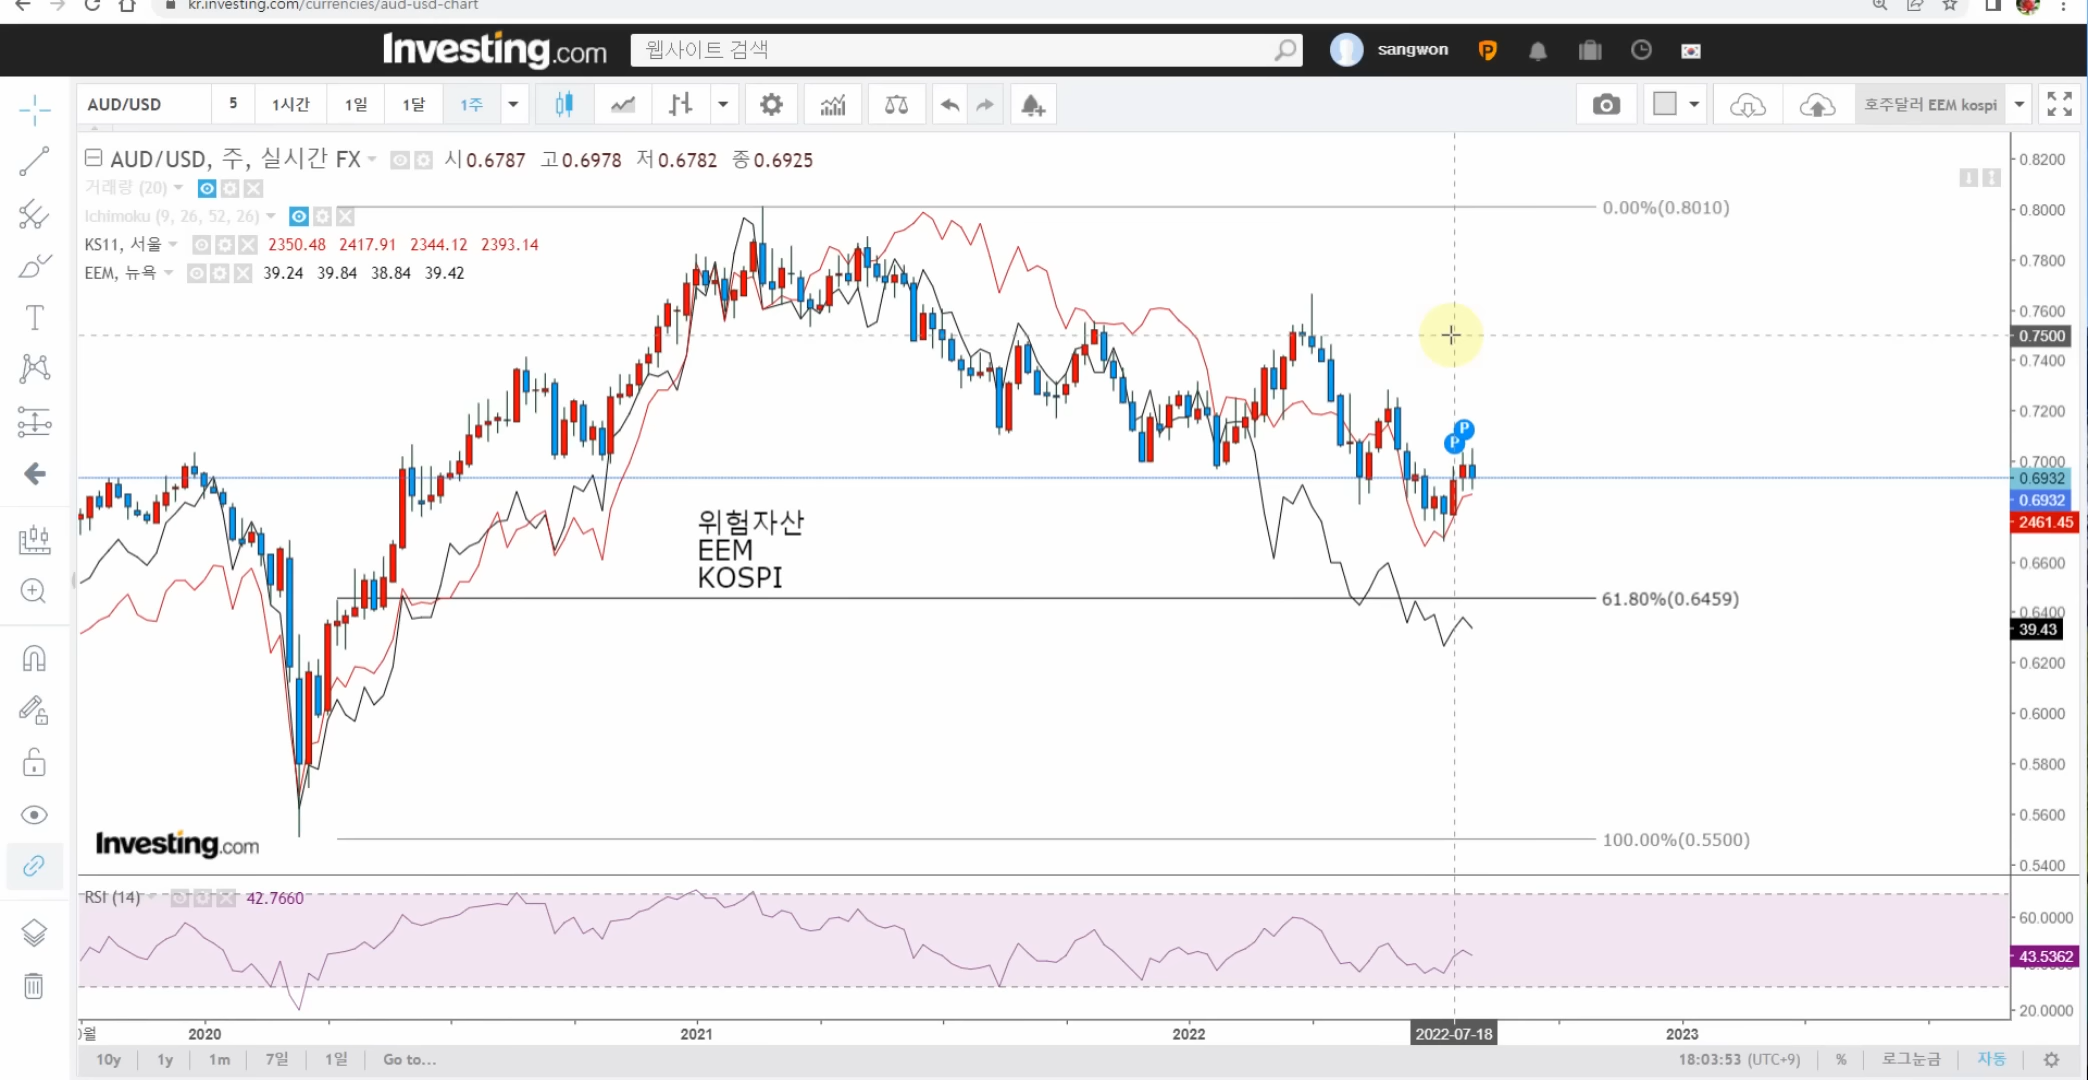 kr.investing.com/currencies/aud-usd-chart
Investing.com
웹사이트 검색
sangwon
AUD/USD 5 1시간 1일 1달 1주
호주달러 EEM kospi
AUD/USD, 주, 실시간 FX 시0.6787 고0.6978 저0.6782 종0.6925
거래량 (20)
Ichimoku (9, 26, 52, 26)
KS11, 서울 2350.48 2417.91 2344.12 2393.14
EEM, 뉴욕 39.24 39.84 38.84 39.42
0.00%(0.8010)
위험자산
EEM
KOSPI
61.80%(0.6459)
100.00%(0.5500)
P
P
0.8200
0.8000
0.7800
0.7600
0.7500
0.7400
0.7200
0.7000
0.6932
0.6932
2461.45
0.6600
0.6400
39.43
0.6200
0.6000
0.5800
0.5600
0.5400
Investing.com
RSI (14) 42.7660
60.0000
43.5362
20.0000
2020 2021 2022 2022-07-18 2023
10y 1y 1m 7일 1일 Go to...
18:03:53 (UTC+9) % 로그눈금 자동